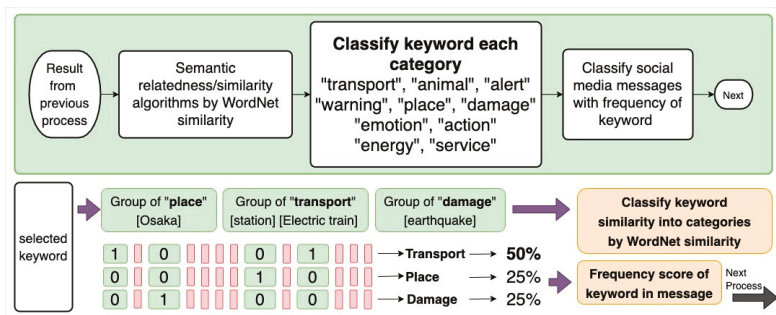 Result
from
previous
process
Semantic
relatedness/similarity
algorithms by WordNet
similarity
Classify keyword each
category
"transport", "animal", "alert"
"warning", "place", "damage"
"emotion", "action"
"energy", "service"
Classify social
media messages
with frequency of
keyword
Next
selected
keyword
Group of "place"
[Osaka]
Group of "transport"
[station] [Electric train]
Group of "damage"
[earthquake]
Classify keyword
similarity into categories
by WordNet similarity
1 0 0 1 Transport 50%
0 0 1 0 Place 25%
0 1 0 0 Damage 25%
Frequency score of
keyword in message
Next
Process